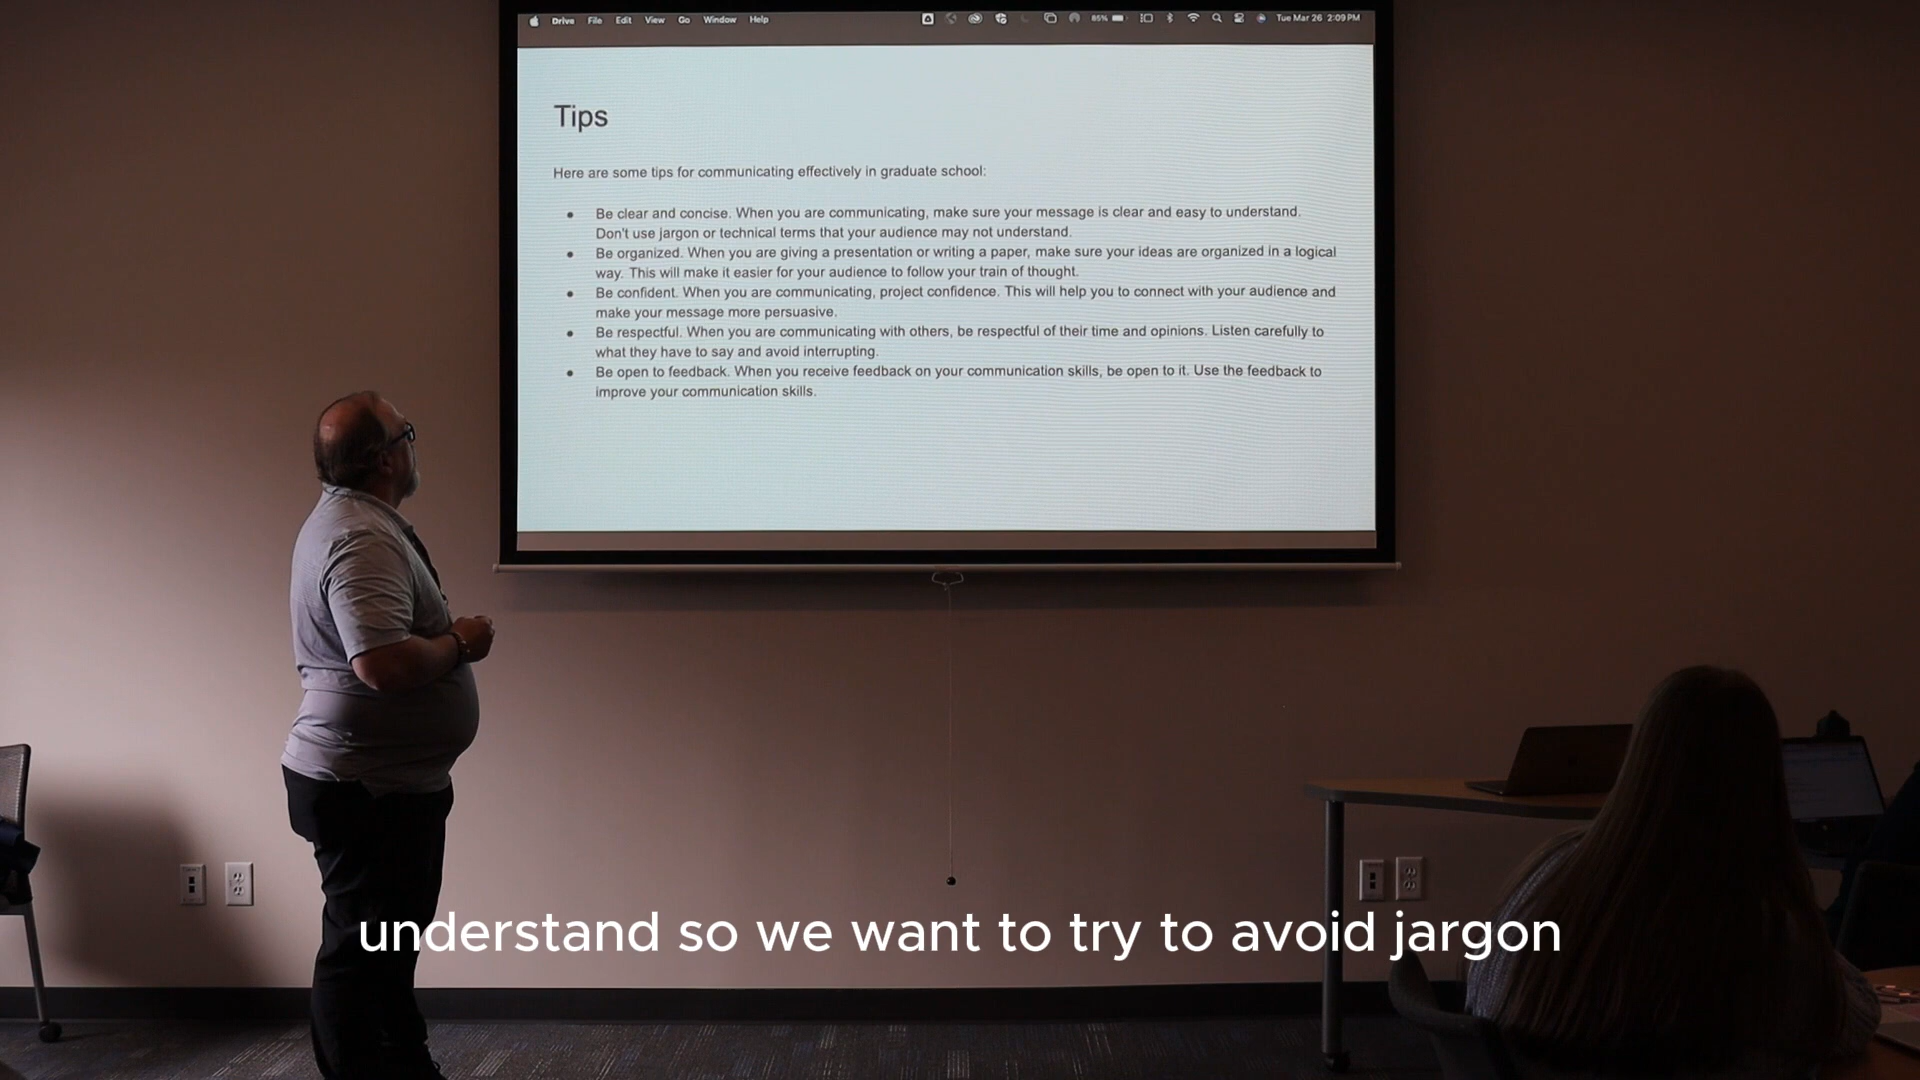 Drive File Edit View Go Window Help 85% Tue Mar 26 2:09 PM
Tips
Here are some tips for communicating effectively in graduate school:
• Be clear and concise. When you are communicating, make sure your message is clear and easy to understand.
Don't use jargon or technical terms that your audience may not understand.
• Be organized. When you are giving a presentation or writing a paper, make sure your ideas are organized in a logical
way. This will make it easier for your audience to follow your train of thought.
• Be confident. When you are communicating, project confidence. This will help you to connect with your audience and
make your message more persuasive.
• Be respectful. When you are communicating with others, be respectful of their time and opinions. Listen carefully to
what they have to say and avoid interrupting.
• Be open to feedback. When you receive feedback on your communication skills, be open to it. Use the feedback to
improve your communication skills.
understand so we want to try to avoid jargon